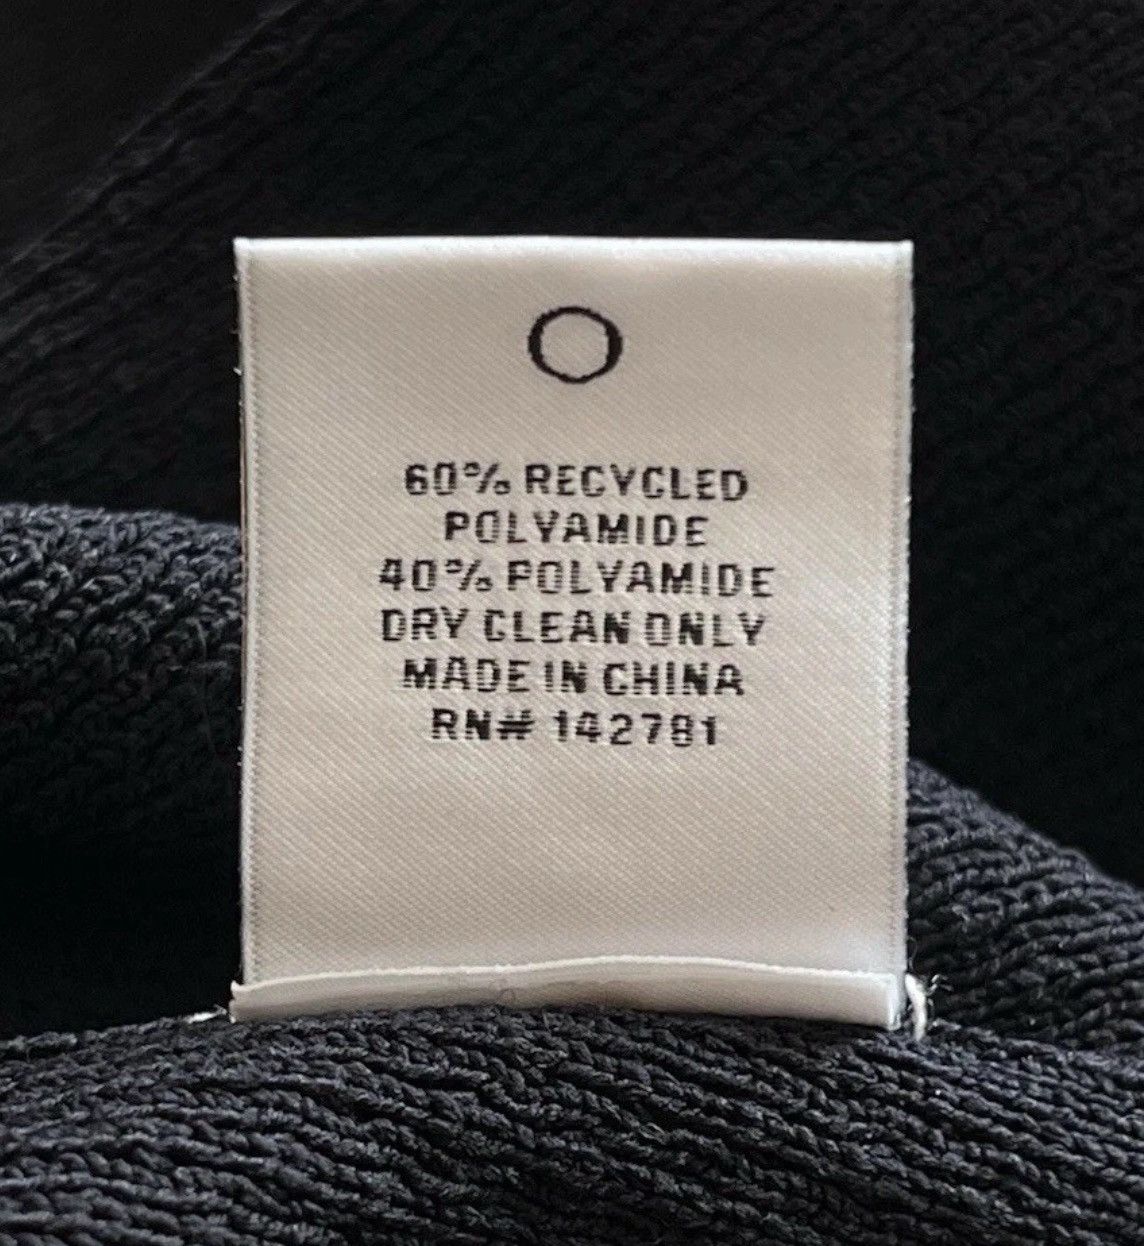 O
60% RECYCLED
POLYAMIDE
40% POLYAMIDE
DRY CLEAN ONLY
MADE IN CHINA
RN# 142781